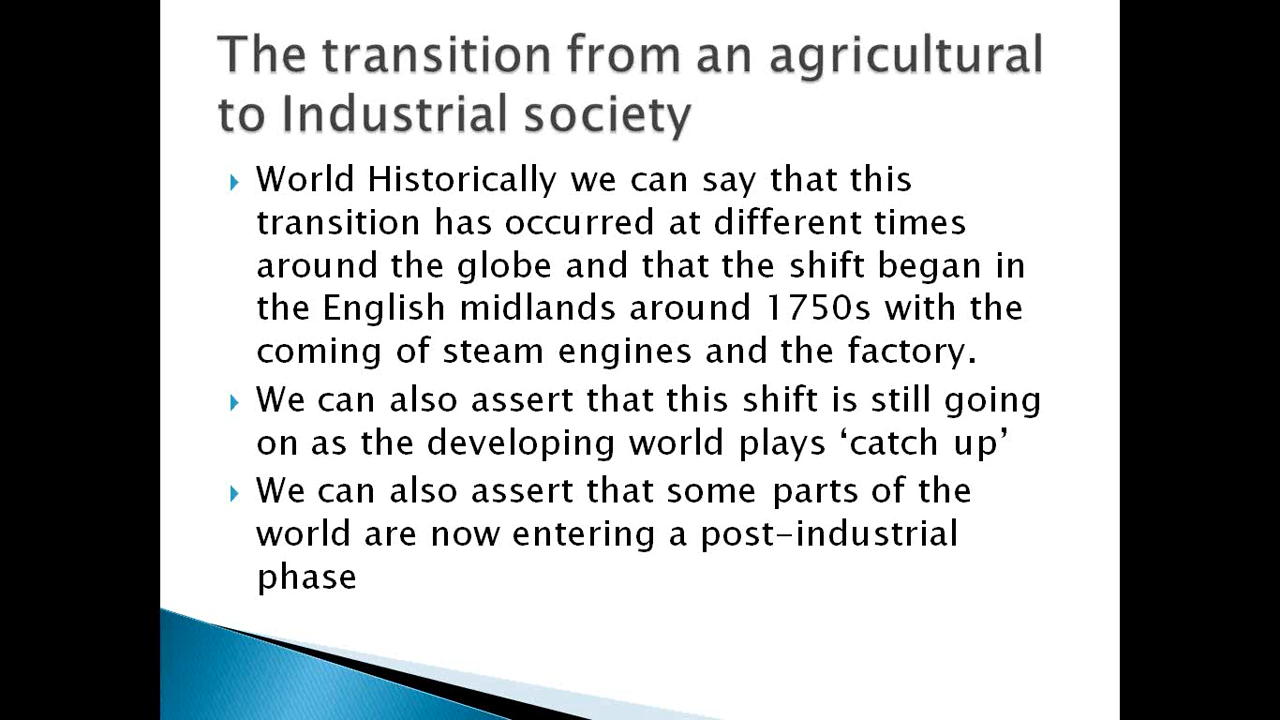 The transition from an agricultural
to Industrial society
World Historically we can say that this
transition has occurred at different times
around the globe and that the shift began in
the English midlands around 1750s with the
coming of steam engines and the factory.
We can also assert that this shift is still going
on as the developing world plays ‘catch up’
We can also assert that some parts of the
world are now entering a post-industrial
phase